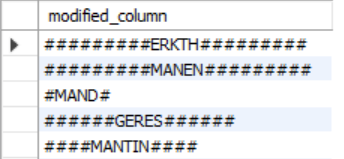 modified_column
#########ERKTH#########
#########MANEN#########
#MAND#
######GERES######
####MANTIN####